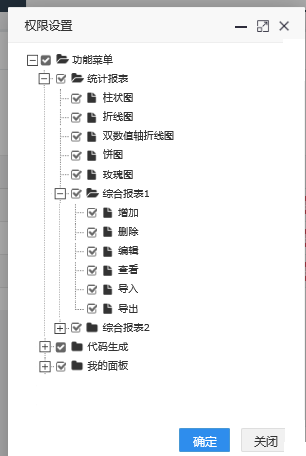 权限设置
功能菜单
统计报表
柱状图
折线图
双数值轴折线图
饼图
玫瑰图
综合报表1
增加
删除
编辑
查看
导入
导出
综合报表2
代码生成
我的面板
确定 关闭